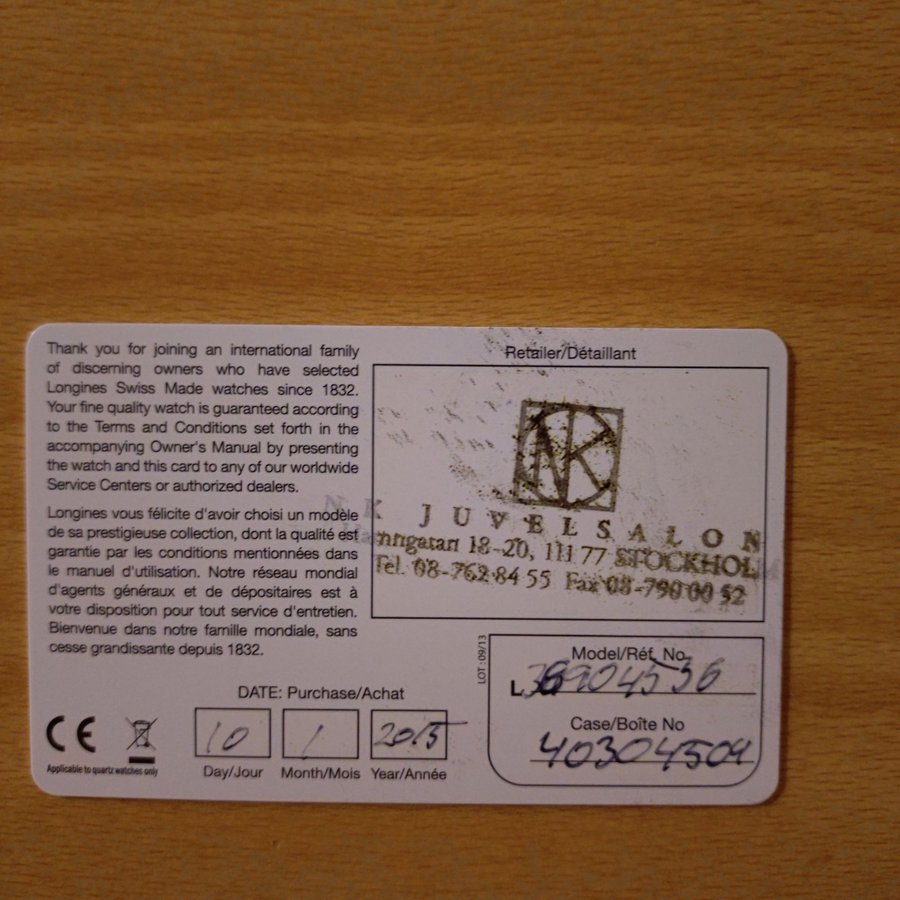 Thank you for joining an international family
of discerning owners who have selected
Longines Swiss Made watches since 1832.
Your fine quality watch is guaranteed according
to the Terms and Conditions set forth in the
accompanying Owner's Manual by presenting
the watch and this card to any of our worldwide
Service Centers or authorized dealers.
Longines vous félicite d'avoir choisi un modèle
de sa prestigieuse collection, dont la qualité est
garantie par les conditions mentionnées dans
le manuel d'utilisation. Notre réseau mondial
d'agents généraux et de dépositaires est à
votre disposition pour tout service d'entretien.
Bienvenue dans notre famille mondiale, sans
cesse grandissante depuis 1832.
Retailer/Détaillant
NK
NK JUVELSALON
18-20, 111 77 STOCKHOLM
Tel. 08-762 84 55 Fax 08-790 00 52
DATE: Purchase/Achat
10 1 2015
Day/Jour Month/Mois Year/Année
CE
Applicable to quartz watches only
LOT: 09/13
Model/Réf. No
L
Case/Boîte No
40304509